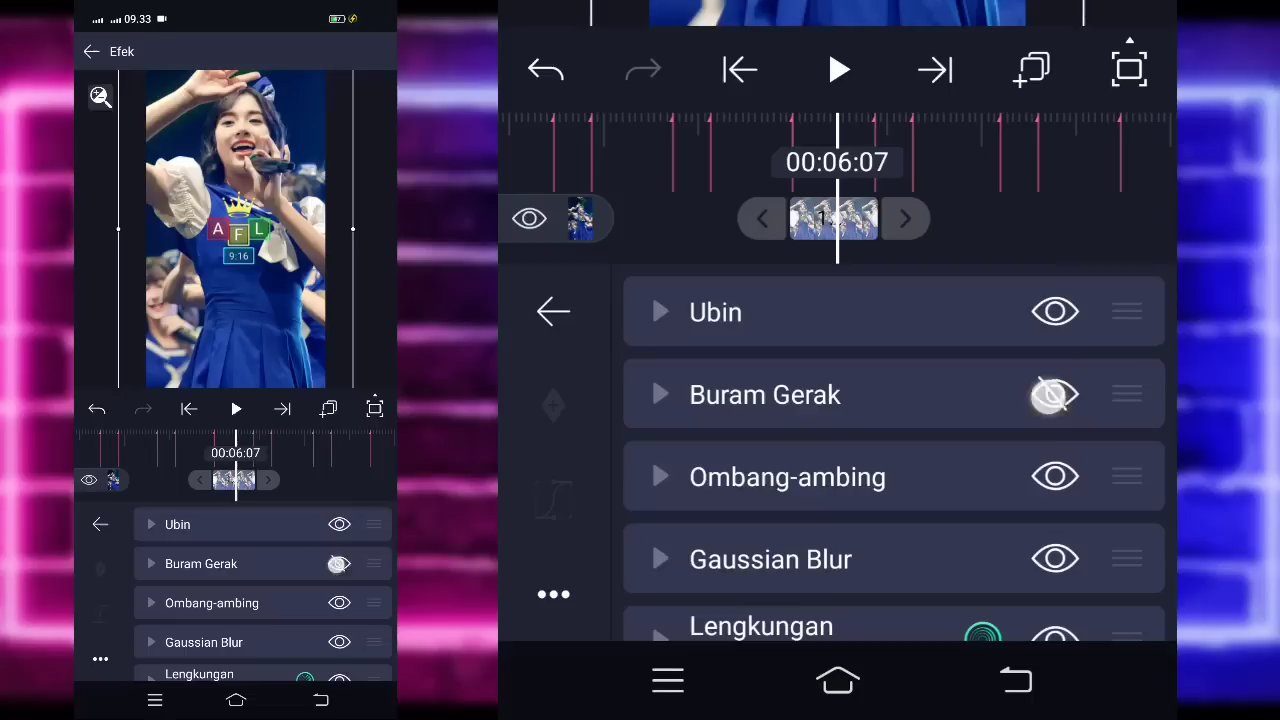 09.33
Efek
A F L
9:16
00:06:07
Ubin
Buram Gerak
Ombang-ambing
Gaussian Blur
Lengkungan
00:06:07
Ubin
Buram Gerak
Ombang-ambing
Gaussian Blur
Lengkungan